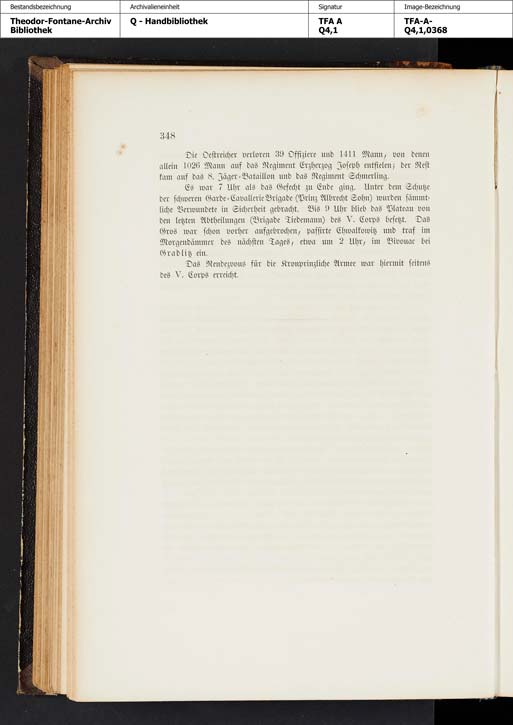 Bestandsbezeichnung Archivalieneinheit Signatur Image-Bezeichnung
Theodor-Fontane-Archiv Q - Handbibliothek TFA A TFA-A-
Bibliothek Q4,1 Q4,1,0368
348
Die Oestreicher verloren 39 Offiziere und 1411 Mann, von denen
allein 1026 Mann auf das Regiment Erzherzog Joseph entfielen; der Rest
kam auf das 8. Jäger-Bataillon und das Regiment Schmerling.
Es war 7 Uhr als das Gefecht zu Ende ging. Unter dem Schutze
der schweren Garde-Cavallerie Brigade (Prinz Albrecht Sohn) wurden sämmt-
liche Verwundete in Sicherheit gebracht. Bis 9 Uhr blieb das Plateau von
den letzten Abtheilungen (Brigade Tiedemann) des V. Corps besetzt. Das
Gros war schon vorher aufgebrochen, passirte Chwalkowitz und traf im
Morgendämmer des nächsten Tages, etwa um 2 Uhr, im Bivouac bei
Gradlitz ein.
Das Rendezvous für die Kronprinzliche Armee war hiermit seitens
des V. Corps erreicht.